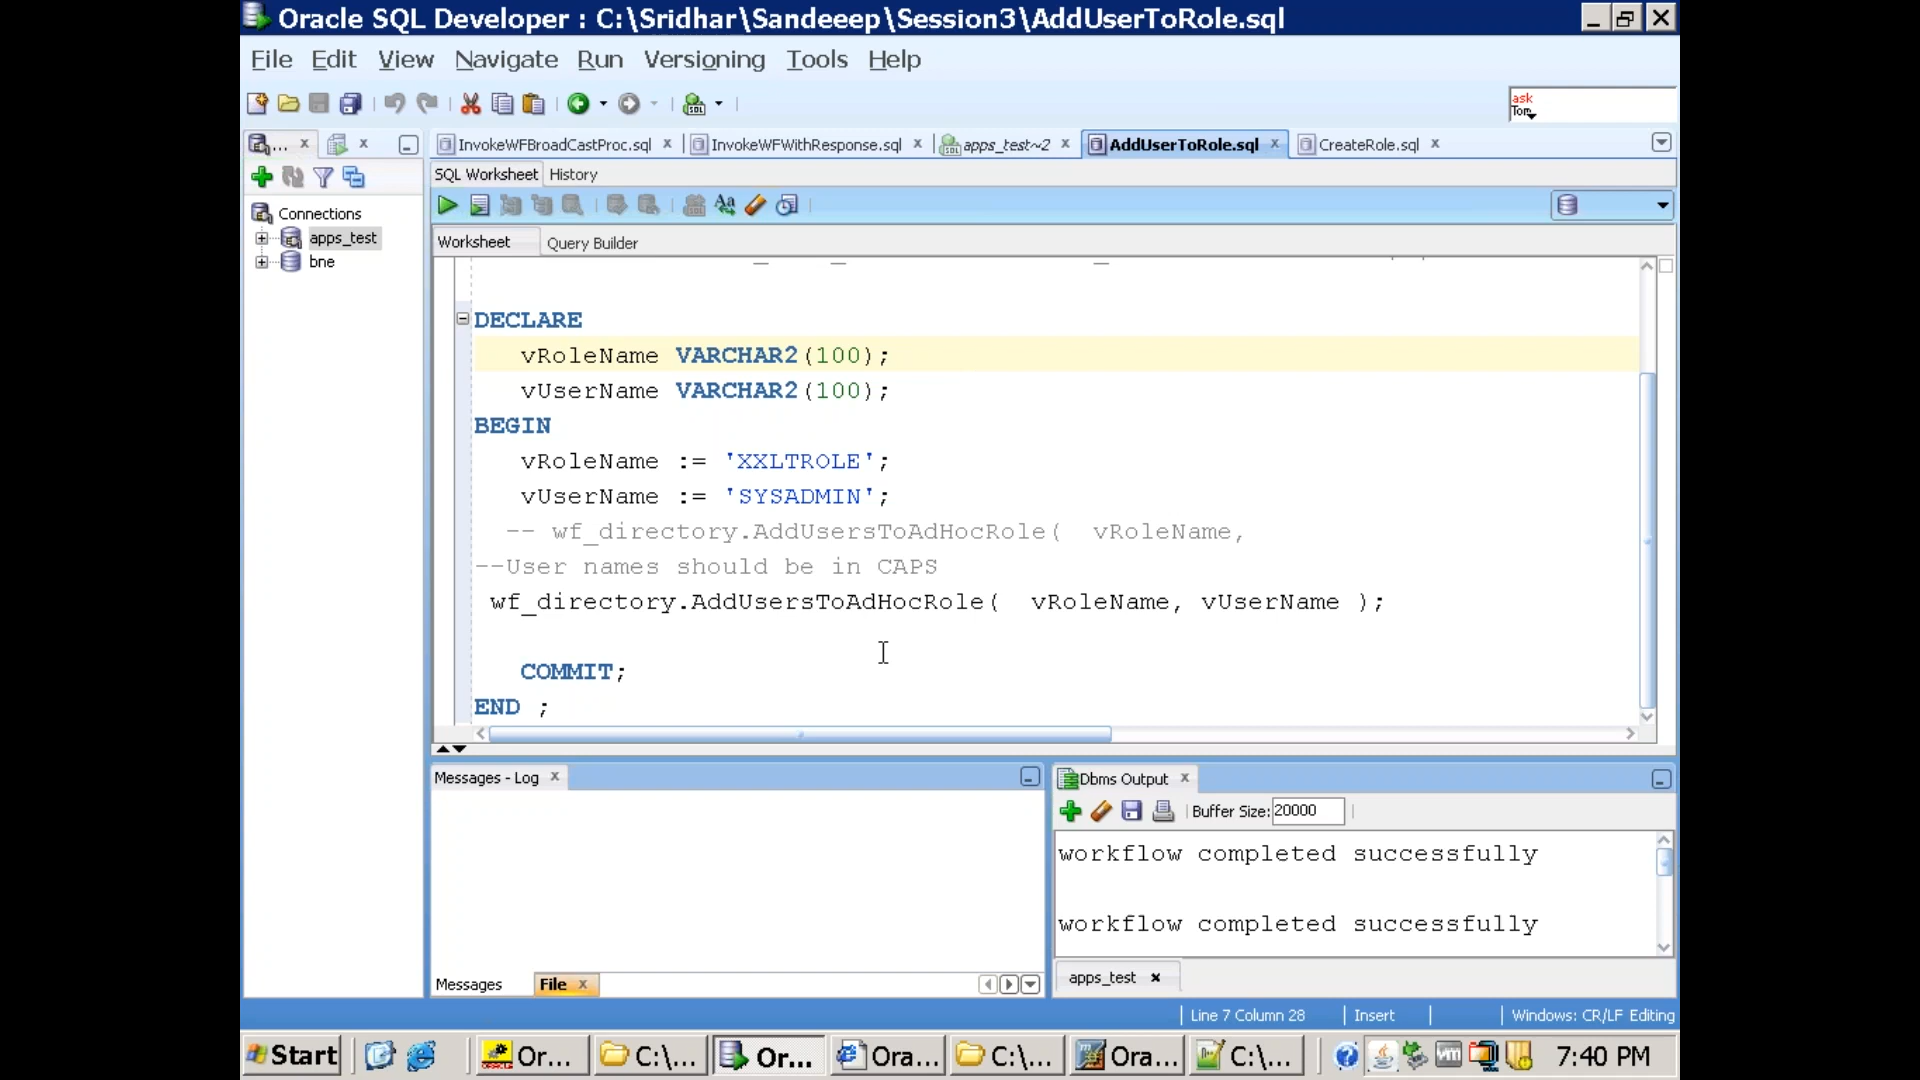 Oracle SQL Developer : C:\Sridhar\Sandeeep\Session3\AddUserToRole.sql
File Edit View Navigate Run Versioning Tools Help
ask
Tom
... InvokeWFBroadCastProc.sql InvokeWFWithResponse.sql apps_test~2 AddUserToRole.sql CreateRole.sql
SQL Worksheet History
Connections
apps_test
bne
Worksheet Query Builder
DECLARE
vRoleName VARCHAR2(100);
vUserName VARCHAR2(100);
BEGIN
vRoleName := 'XXLTROLE';
vUserName := 'SYSADMIN';
-- wf_directory.AddUsersToAdHocRole( vRoleName,
--User names should be in CAPS
wf_directory.AddUsersToAdHocRole( vRoleName, vUserName );
COMMIT;
END ;
Messages - Log
Messages File
Dbms Output
Buffer Size: 20000
workflow completed successfully
workflow completed successfully
apps_test
Line 7 Column 28 Insert Windows: CR/LF Editing
Start Or... C:\... Or... Ora... C:\... Ora... C:\... 7:40 PM